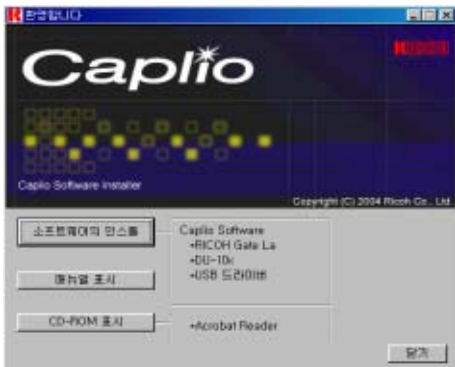 환영합니다
Caplio
RICOH
Caplio Software Installer
Copyright (C) 2004 Ricoh Co., Ltd.
소프트웨어의 인스톨
Caplio Software
•RICOH Gate La
•DU-10x
•USB 드라이버
매뉴얼 표시
CD-ROM 표시
•Acrobat Reader
닫기